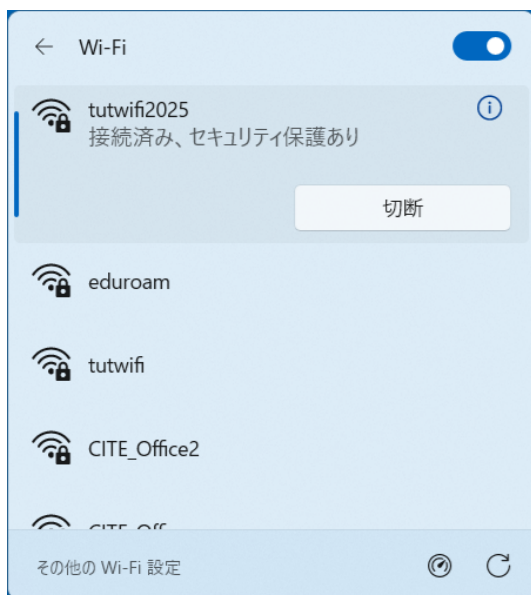 Wi-Fi
tutwifi2025
接続済み、セキュリティ保護あり
切断
eduroam
tutwifi
CITE_Office2
その他の Wi-Fi 設定